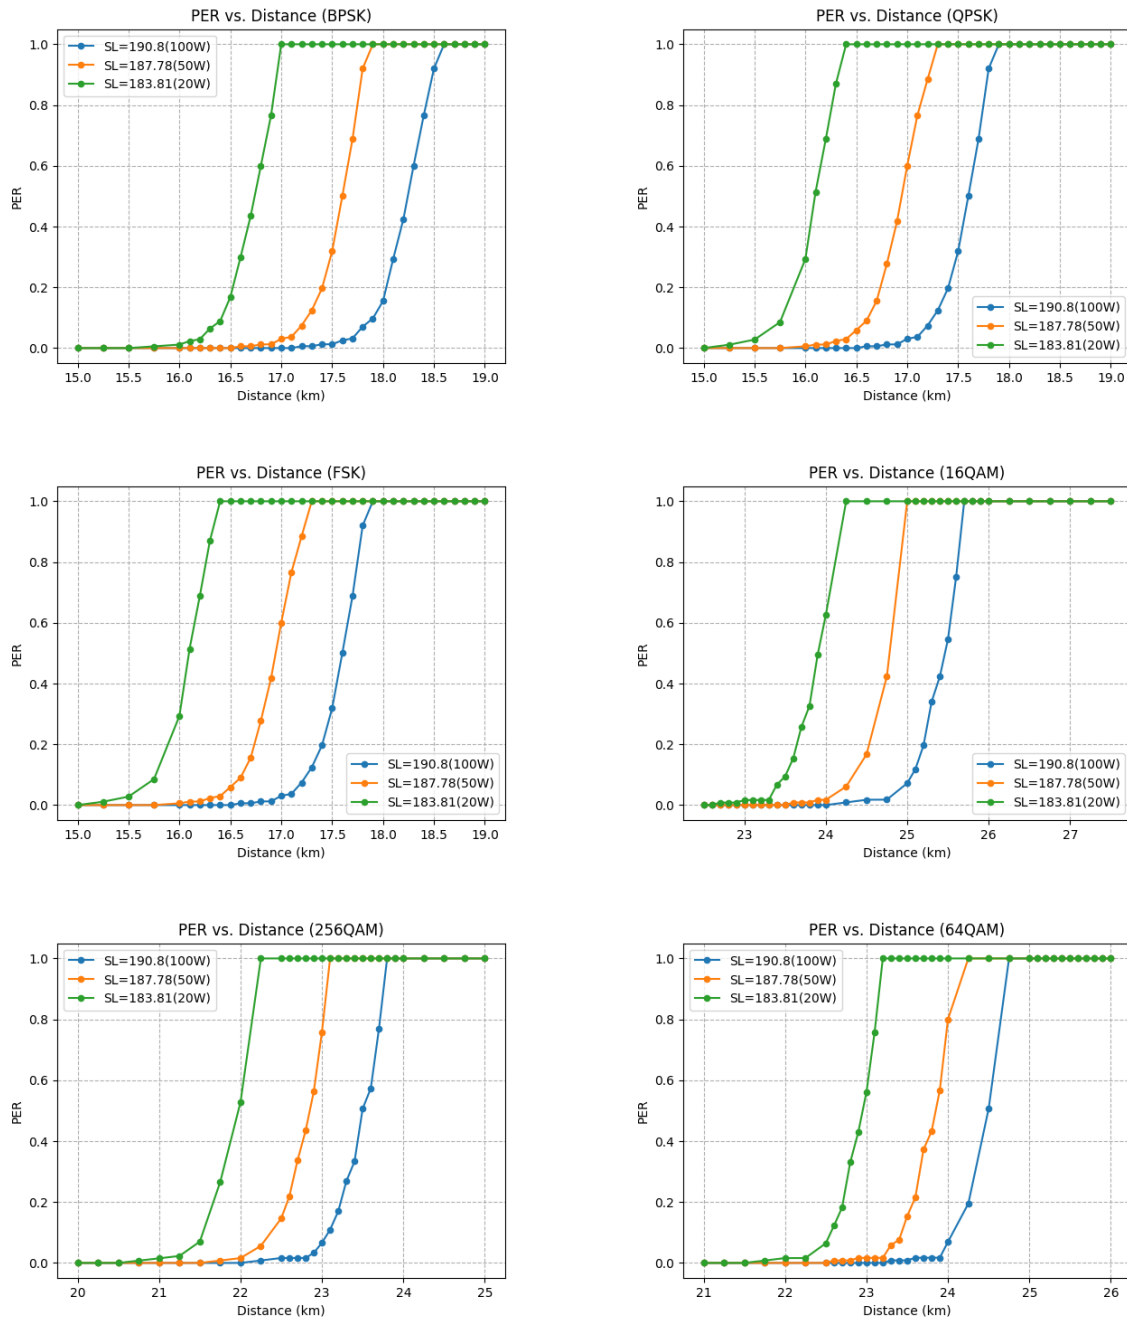 PER vs. Distance (BPSK)
1.0
0.8
0.6
0.4
0.2
0.0
PER
SL=190.8(100W)
SL=187.78(50W)
SL=183.81(20W)
15.0 15.5 16.0 16.5 17.0 17.5 18.0 18.5 19.0
Distance (km)
PER vs. Distance (QPSK)
1.0
0.8
0.6
0.4
0.2
0.0
PER
SL=190.8(100W)
SL=187.78(50W)
SL=183.81(20W)
15.0 15.5 16.0 16.5 17.0 17.5 18.0 18.5 19.0
Distance (km)
PER vs. Distance (FSK)
1.0
0.8
0.6
0.4
0.2
0.0
PER
SL=190.8(100W)
SL=187.78(50W)
SL=183.81(20W)
15.0 15.5 16.0 16.5 17.0 17.5 18.0 18.5 19.0
Distance (km)
PER vs. Distance (16QAM)
1.0
0.8
0.6
0.4
0.2
0.0
PER
SL=190.8(100W)
SL=187.78(50W)
SL=183.81(20W)
23 24 25 26 27
Distance (km)
PER vs. Distance (256QAM)
1.0
0.8
0.6
0.4
0.2
0.0
PER
SL=190.8(100W)
SL=187.78(50W)
SL=183.81(20W)
20 21 22 23 24 25
Distance (km)
PER vs. Distance (64QAM)
1.0
0.8
0.6
0.4
0.2
0.0
PER
SL=190.8(100W)
SL=187.78(50W)
SL=183.81(20W)
21 22 23 24 25 26
Distance (km)